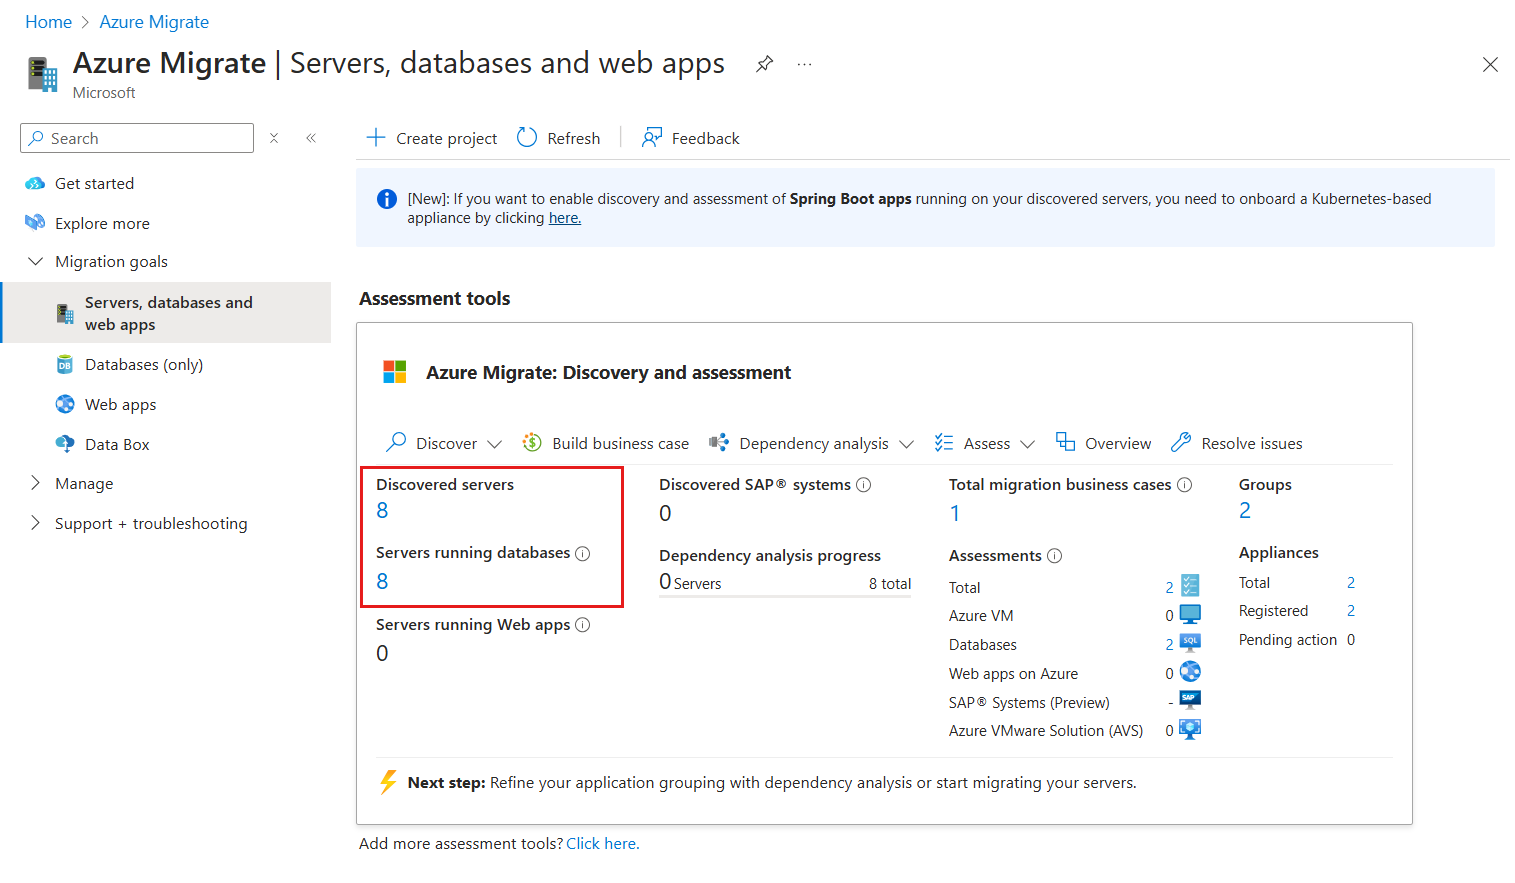 Home > Azure Migrate
Azure Migrate | Servers, databases and web apps
Microsoft
Search
Get started
Explore more
Migration goals
Servers, databases and
web apps
Databases (only)
Web apps
Data Box
Manage
Support + troubleshooting
Create project
Refresh
Feedback
[New]: If you want to enable discovery and assessment of Spring Boot apps running on your discovered servers, you need to onboard a Kubernetes-based
appliance by clicking here.
Assessment tools
Azure Migrate: Discovery and assessment
Discover
Build business case
Dependency analysis
Assess
Overview
Resolve issues
Discovered servers
8
Servers running databases
8
Servers running Web apps
0
Discovered SAP® systems
0
Dependency analysis progress
0 Servers 8 total
Total migration business cases
1
Assessments
Total 2
Azure VM 0
Databases 2 SQL
Web apps on Azure 0
SAP® Systems (Preview) - SAP
Azure VMware Solution (AVS) 0
Groups
2
Appliances
Total 2
Registered 2
Pending action 0
Next step: Refine your application grouping with dependency analysis or start migrating your servers.
Add more assessment tools? Click here.